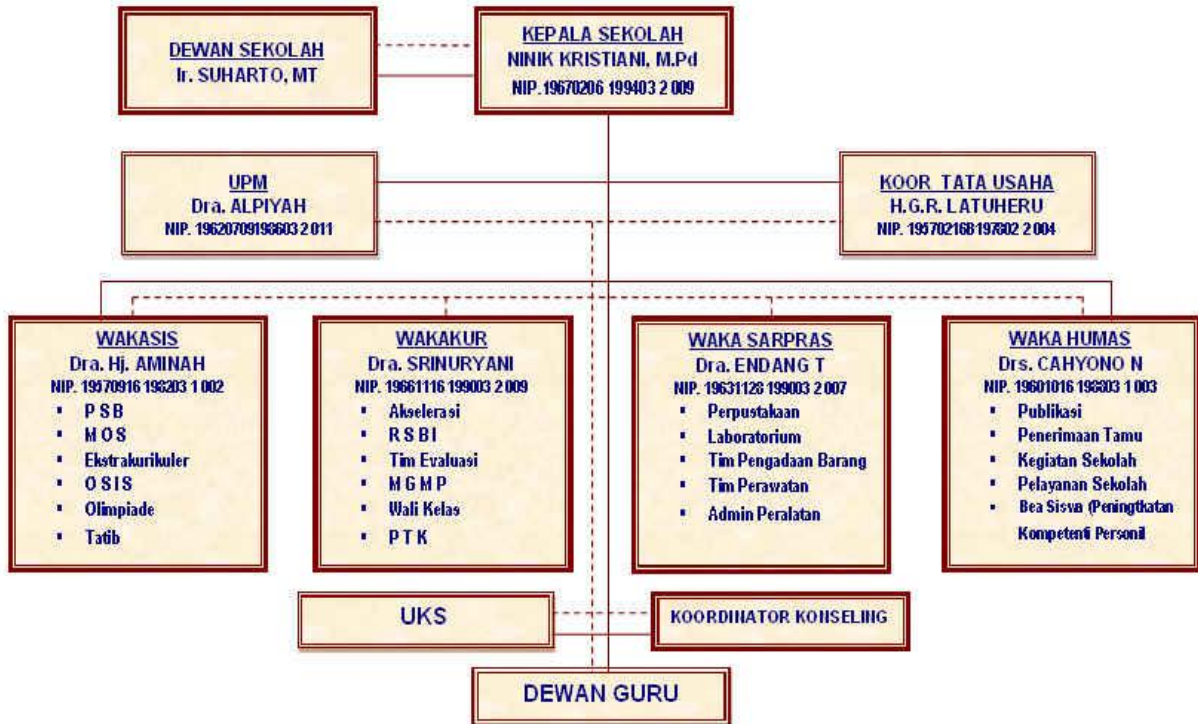 DEWAN SEKOLAH
Ir. SUHARTO, MT
KEPALA SEKOLAH
NINIK KRISTIANI, M.Pd
NIP. 19670206 199403 2 009
UPM
Dra. ALPIYAH
NIP. 19620709198603 2 011
KOOR TATA USAHA
H.G.R. LATUHERU
NIP. 195702168197802 2 004
WAKASIS
Dra. Hj. AMINAH
NIP. 19570916 198203 1 002
▪ P S B
▪ M O S
▪ Ekstrakurikuler
▪ O S I S
▪ Olimpiade
▪ Tatib
WAKAKUR
Dra. SRINURYANI
NIP. 19661116 199003 2 009
▪ Akselerasi
▪ R S B I
▪ Tim Evaluasi
▪ M G M P
▪ Wali Kelas
▪ P T K
WAKA SARPRAS
Dra. ENDANG T
NIP. 19631128 199003 2 007
▪ Perpustakaan
▪ Laboratorium
▪ Tim Pengadaan Barang
▪ Tim Perawatan
▪ Admin Peralatan
WAKA HUMAS
Drs. CAHYONO N
NIP. 19601016 198803 1 003
▪ Publikasi
▪ Penerimaan Tamu
▪ Kegiatan Sekolah
▪ Pelayanan Sekolah
▪ Bea Siswa (Peningtkatan
Kompetenti Personil
UKS
KOORDINATOR KONSELING
DEWAN GURU